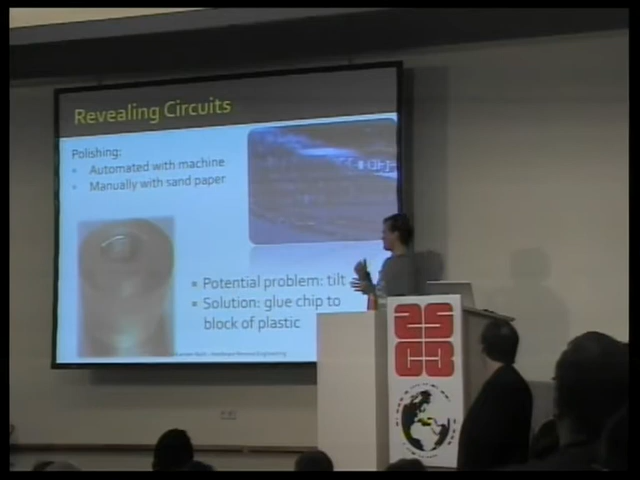 Revealing Circuits
Polishing:
• Automated with machine
• Manually with sand paper
▪ Potential problem: tilt
▪ Solution: glue chip to
block of plastic
25
C3